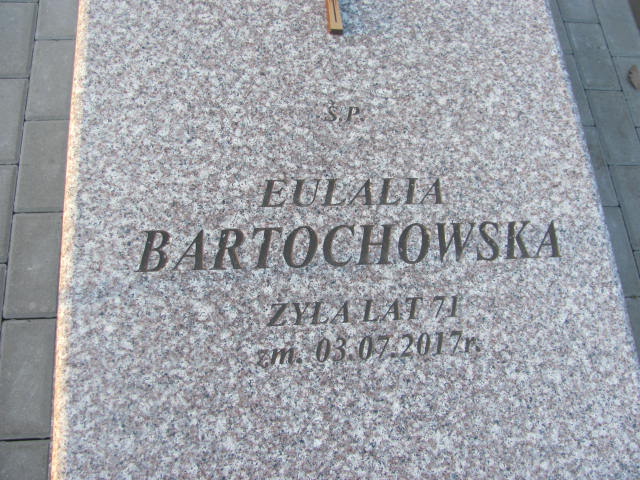 Ś.P.
EULALIA
BARTOCHOWSKA
ŻYŁA LAT 71
zm. 03.07.2017r.